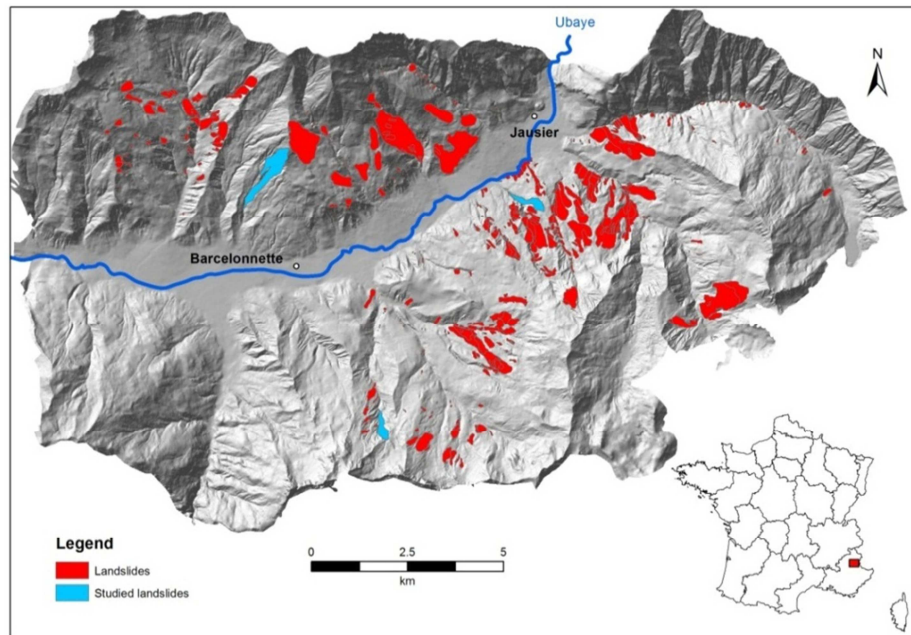 Ubaye
N
Jausier
Barcelonnette
Legend
Landslides
Studied landslides
0 2.5 5
km